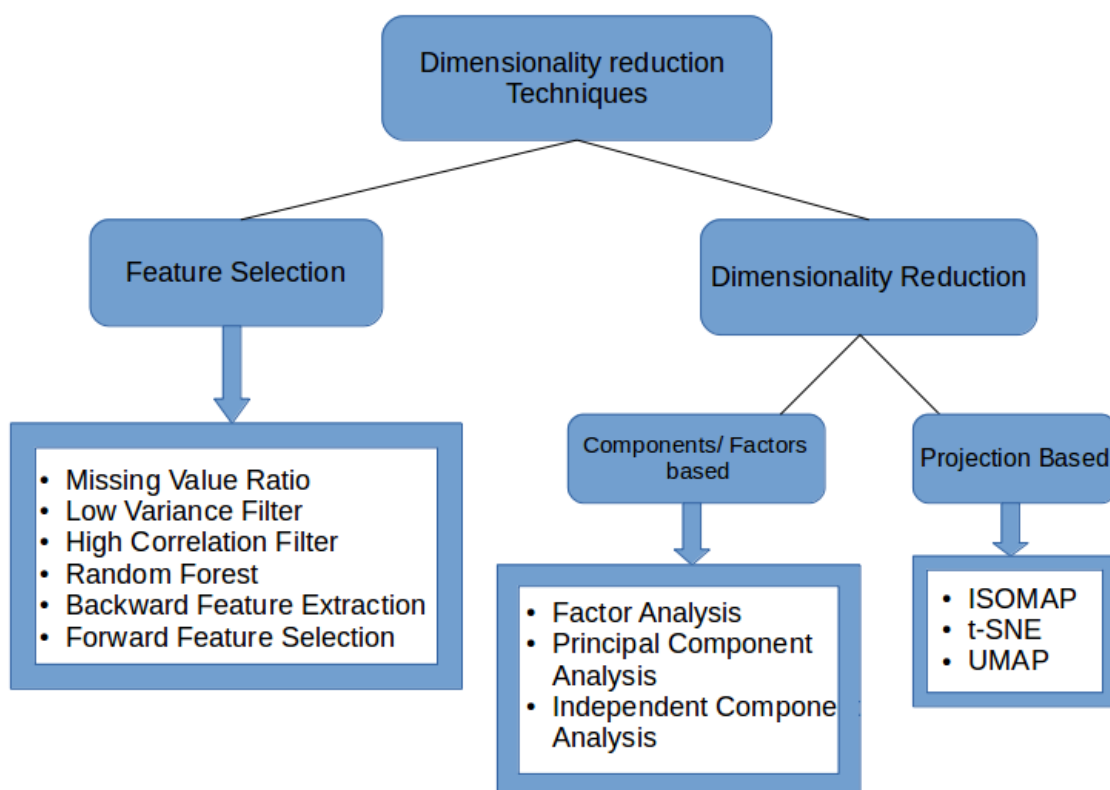 Dimensionality reduction
Techniques
Feature Selection
Dimensionality Reduction
Components/ Factors
based
Projection Based
• Missing Value Ratio
• Low Variance Filter
• High Correlation Filter
• Random Forest
• Backward Feature Extraction
• Forward Feature Selection
• Factor Analysis
• Principal Component
Analysis
• Independent Compone
Analysis
• ISOMAP
• t-SNE
• UMAP